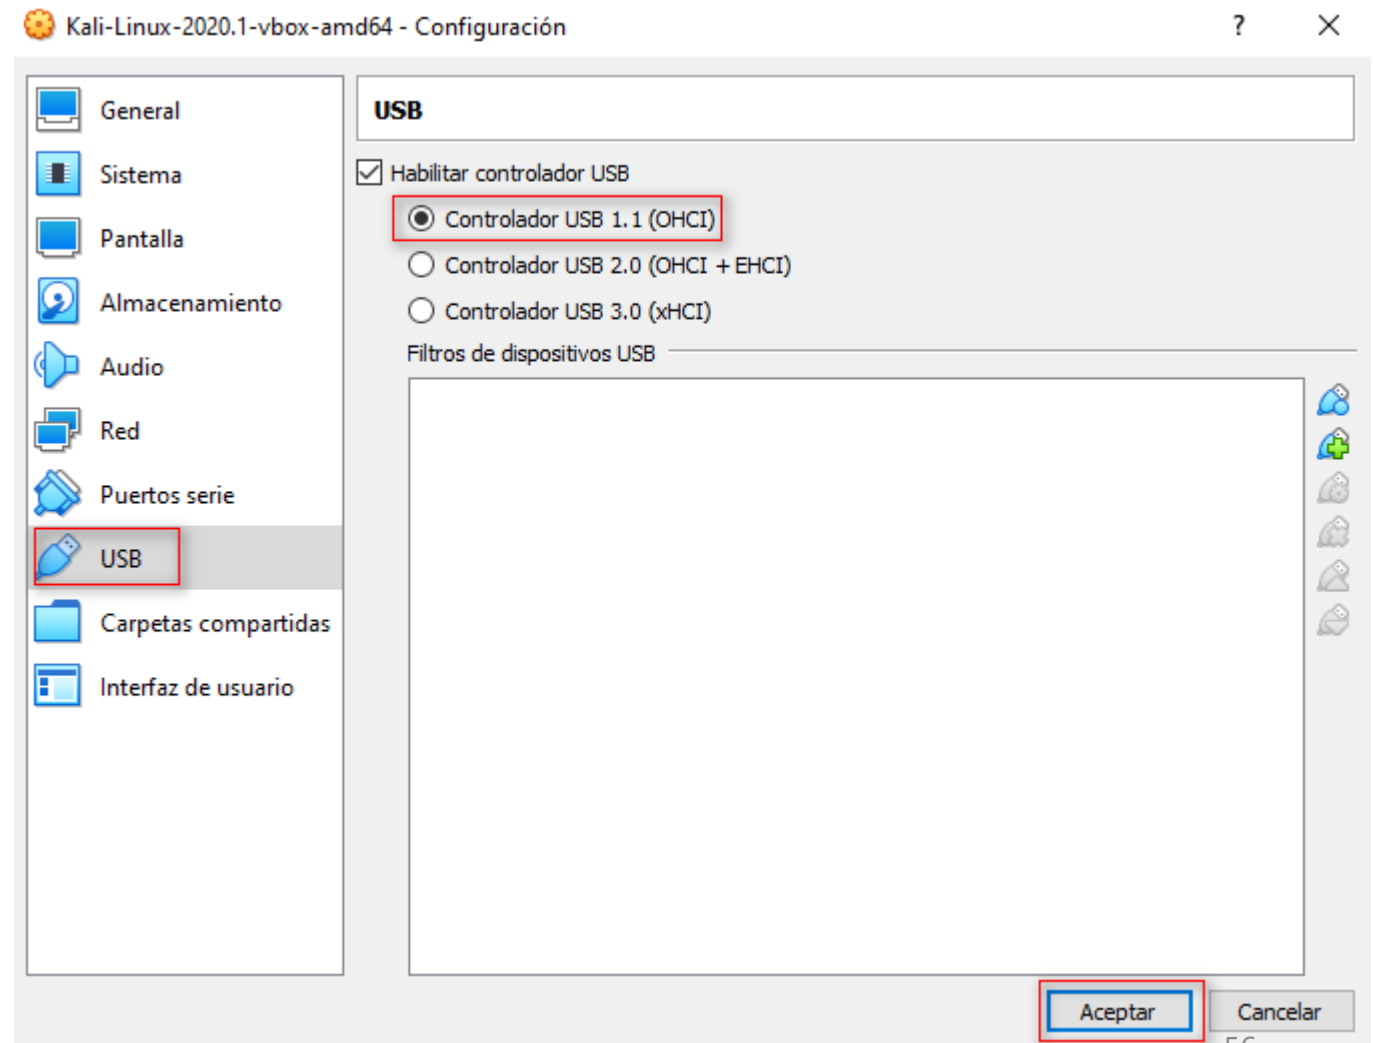 Kali-Linux-2020.1-vbox-amd64 - Configuración
?
General
Sistema
Pantalla
Almacenamiento
Audio
Red
Puertos serie
USB
Carpetas compartidas
Interfaz de usuario
USB
Habilitar controlador USB
Controlador USB 1.1 (OHCI)
Controlador USB 2.0 (OHCI + EHCI)
Controlador USB 3.0 (xHCI)
Filtros de dispositivos USB
Aceptar
Cancelar